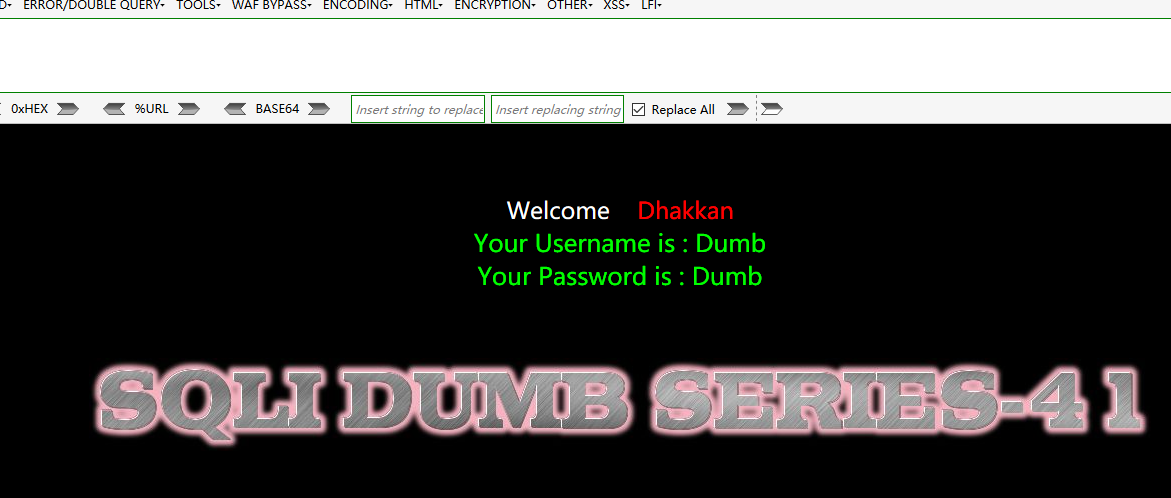 D▾ ERROR/DOUBLE QUERY▾ TOOLS▾ WAF BYPASS▾ ENCODING▾ HTML▾ ENCRYPTION▾ OTHER▾ XSS▾ LFI▾
0xHEX %URL BASE64 Insert string to replace Insert replacing string Replace All
Welcome Dhakkan
Your Username is : Dumb
Your Password is : Dumb
SQLI DUMB SERIES-41